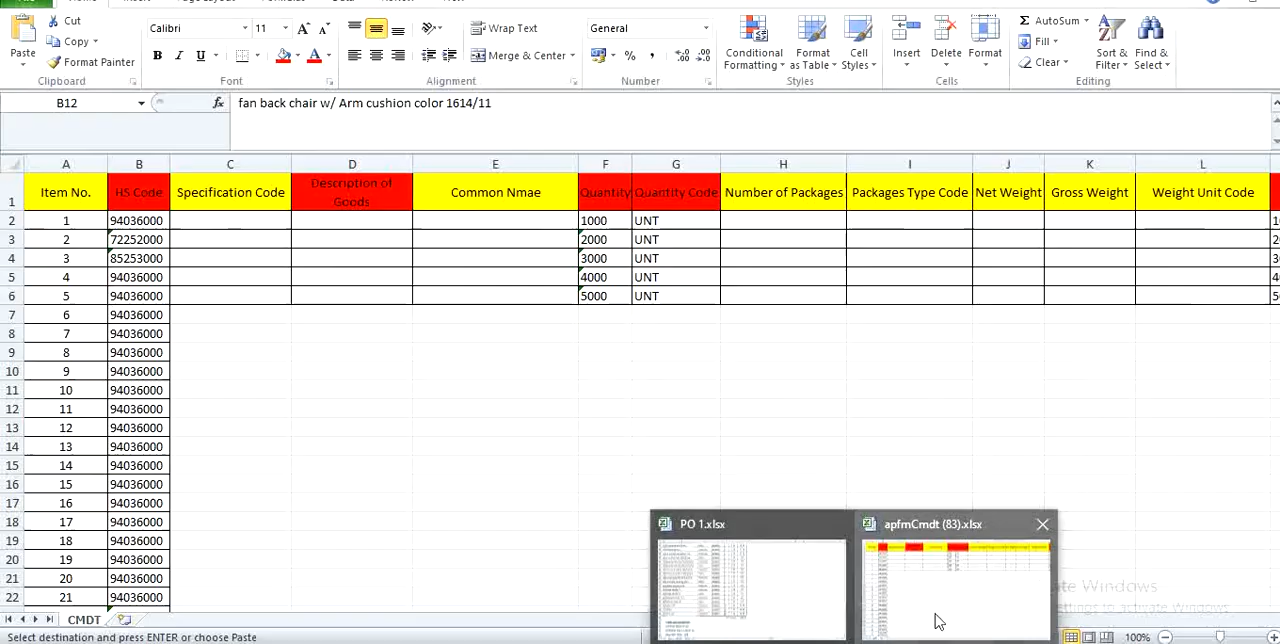 Cut
Copy
Format Painter
Paste
Clipboard
Calibri
11
B I U
A A
Font
Wrap Text
Merge & Center
Alignment
General
% ,
Number
Conditional Formatting
Format as Table
Cell Styles
Styles
Insert
Delete
Format
Cells
Σ AutoSum
Fill
Clear
Sort & Filter
Find & Select
Editing
B12 fx fan back chair w/ Arm cushion color 1614/11
A B C D E F G H I J K L
1 Item No. HS Code Specification Code Description of Goods Common Nmae Quantity Quantity Code Number of Packages Packages Type Code Net Weight Gross Weight Weight Unit Code
2 1 94036000 1000 UNT
3 2 72252000 2000 UNT
4 3 85253000 3000 UNT
5 4 94036000 4000 UNT
6 5 94036000 5000 UNT
7 6 94036000
8 7 94036000
9 8 94036000
10 9 94036000
11 10 94036000
12 11 94036000
13 12 94036000
14 13 94036000
15 14 94036000
16 15 94036000
17 16 94036000
18 17 94036000
19 18 94036000
20 19 94036000
21 20 94036000
22 21 94036000
PO 1.xlsx
apfmCmdt (83).xlsx
Windows
activate Windows
CMDT
Select destination and press ENTER or choose Paste
100%